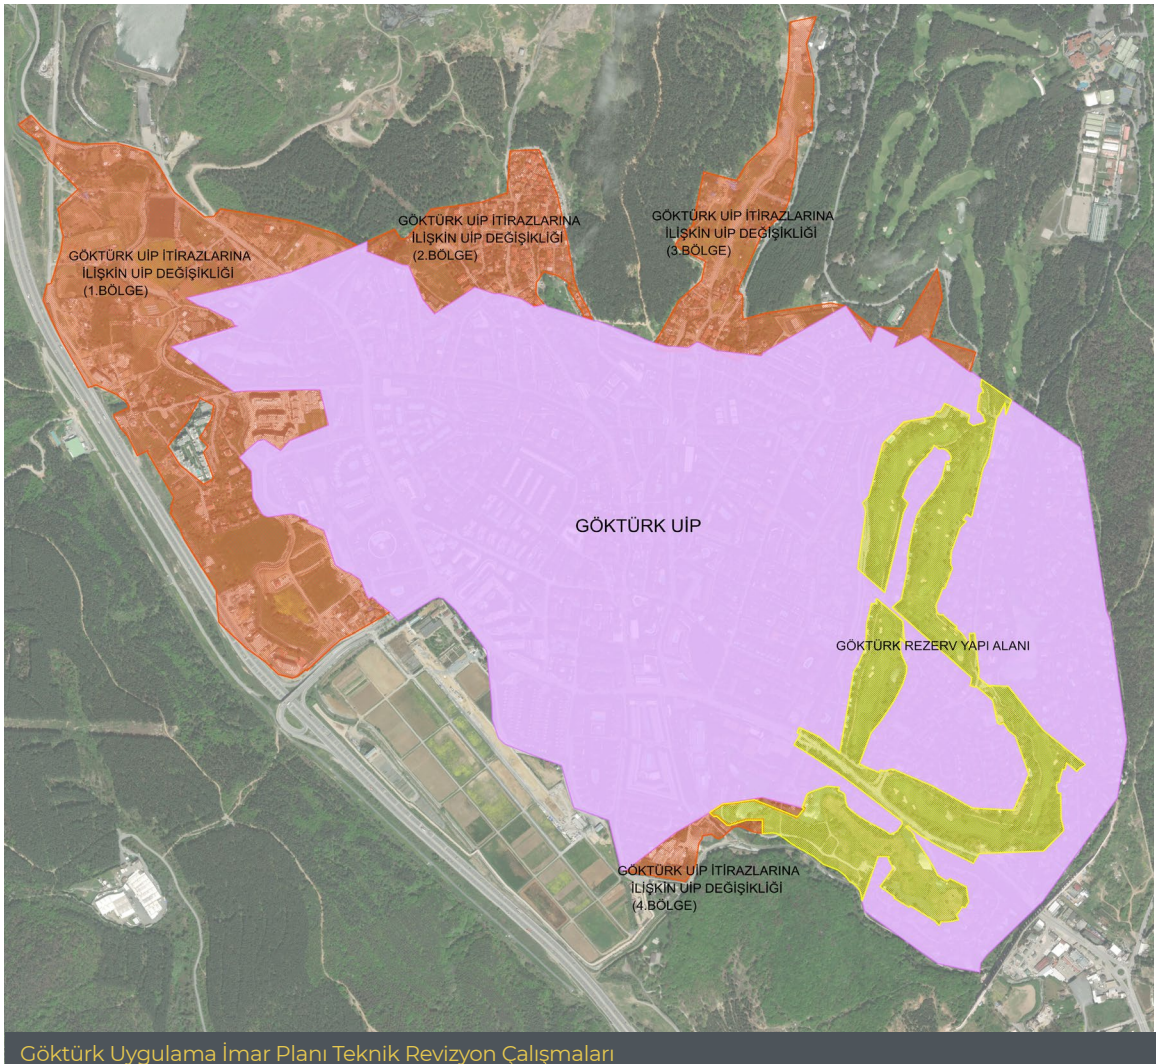 GÖKTÜRK UİP İTİRAZLARINA
İLİŞKİN UİP DEĞİŞİKLİĞİ
(1.BÖLGE)
GÖKTÜRK UİP İTİRAZLARINA
İLİŞKİN UİP DEĞİŞİKLİĞİ
(2.BÖLGE)
GÖKTÜRK UİP İTİRAZLARINA
İLİŞKİN UİP DEĞİŞİKLİĞİ
(3.BÖLGE)
GÖKTÜRK UİP
GÖKTÜRK REZERV YAPI ALANI
GÖKTÜRK UİP İTİRAZLARINA
İLİŞKİN UİP DEĞİŞİKLİĞİ
(4.BÖLGE)
Göktürk Uygulama İmar Planı Teknik Revizyon Çalışmaları